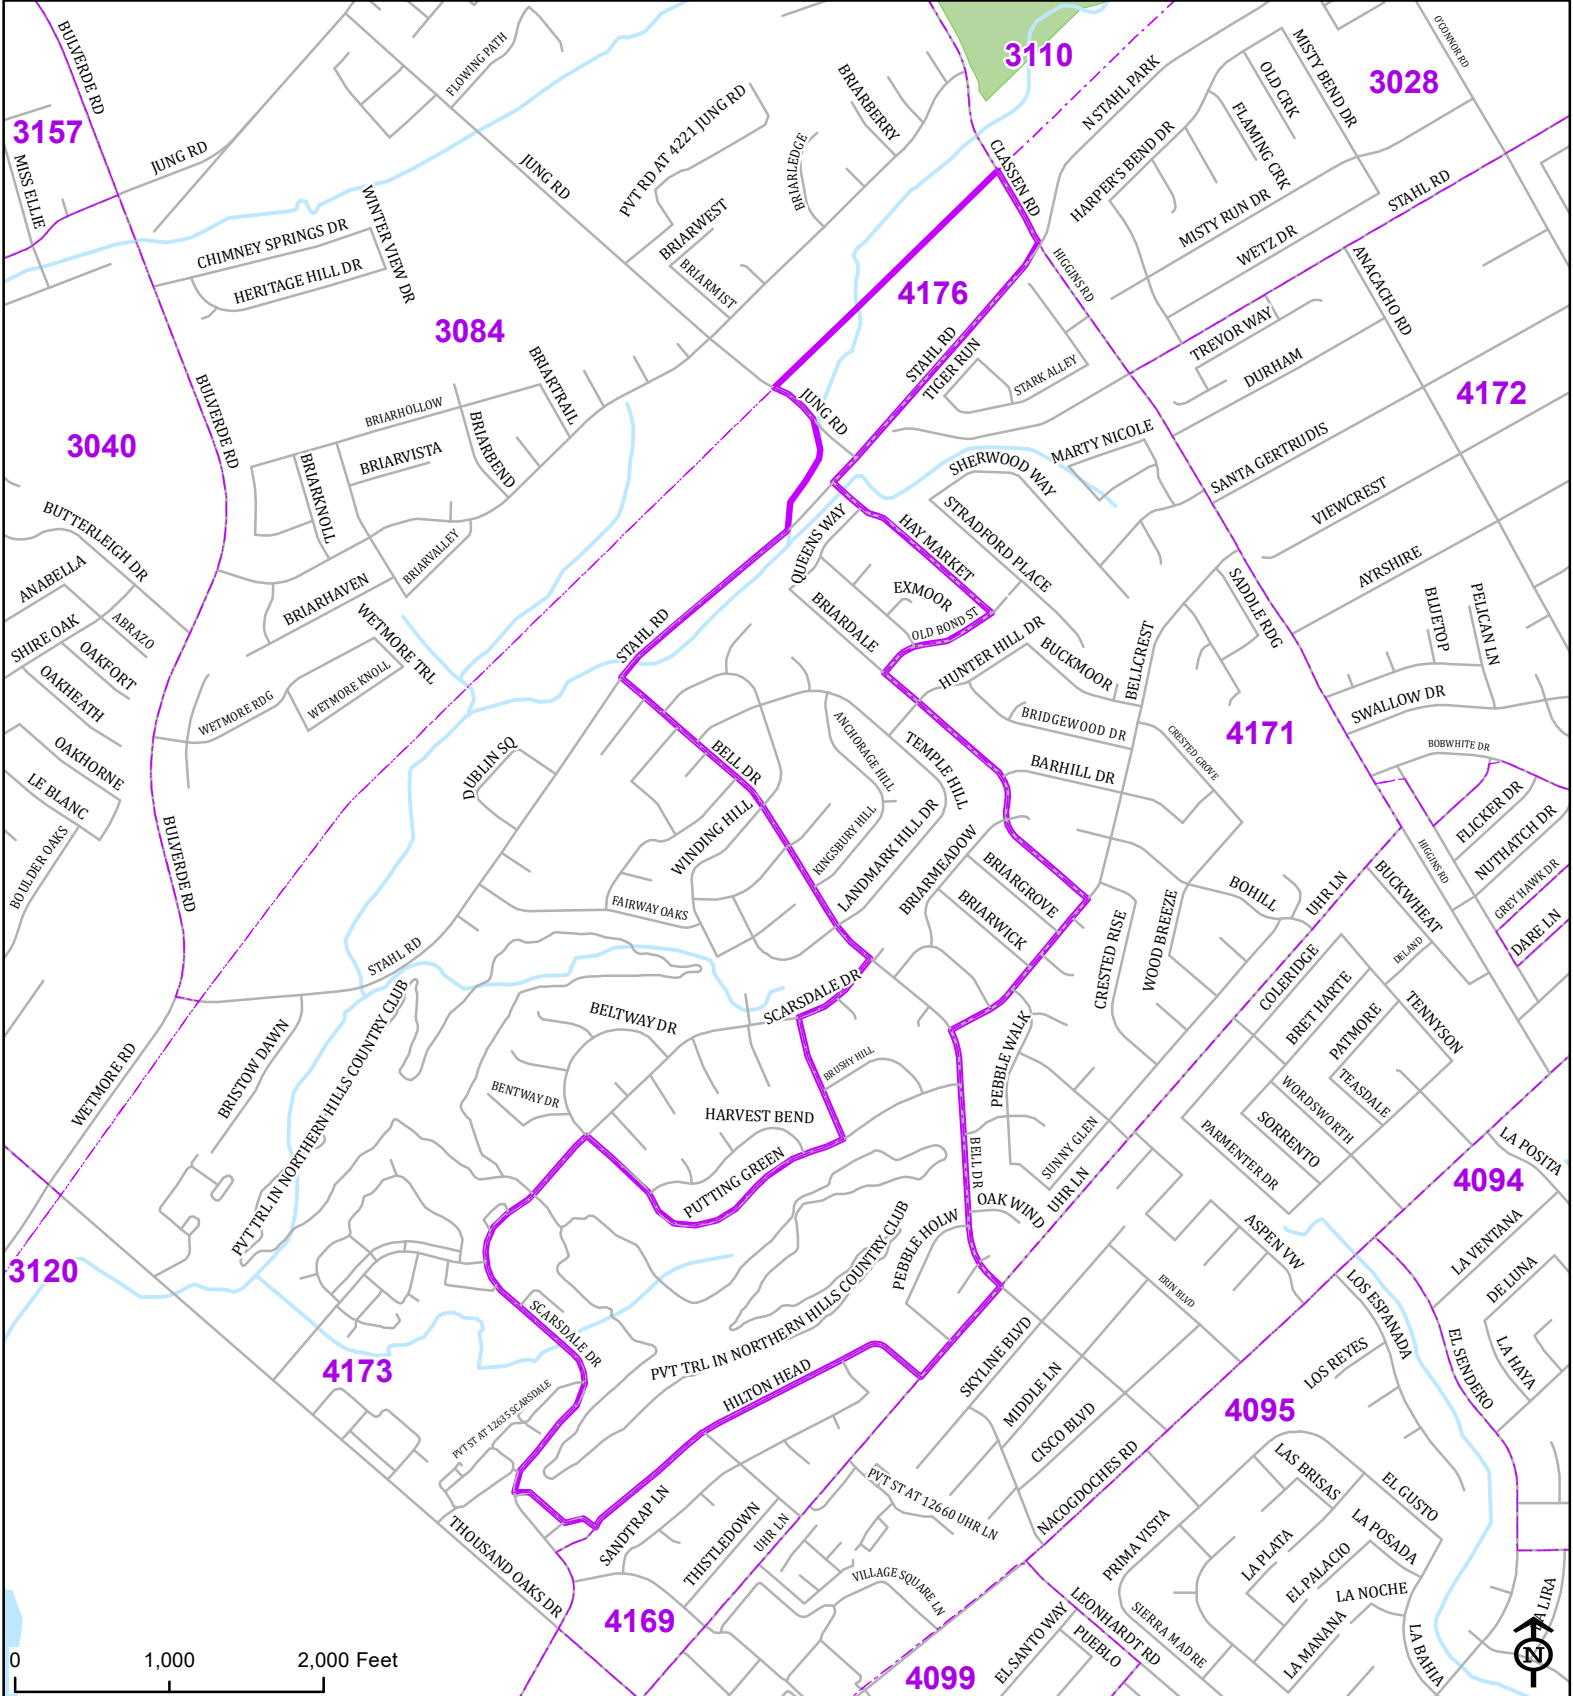 BULVERDE RD
FLOWING PATH
3110
O'CONNOR RD
MISTY BEND DR
3028
N STAHL PARK
OLD CRK
BRIARBERRY
3157
PVT RD AT 4221 JUNG RD
FLAMING CRK
JUNG RD
JUNG RD
MISS ELLIE
BRIARLEDGE
CLASSEN RD
HARPER'S BEND DR
STAHL RD
WINTER VIEW DR
BRIARWEST
MISTY RUN DR
CHIMNEY SPRINGS DR
WETZ DR
HERITAGE HILL DR
BRIARMIST
HIGGINS RD
4176
ANACACHO RD
3084
TREVOR WAY
STAHL RD
TIGER RUN
STARK ALLEY
DURHAM
BRIARTRAIL
4172
BULVERDE RD
BRIARHOLLOW
JUNG RD
3040
BRIARBEND
BRIARVISTA
MARTY NICOLE
SANTA GERTRUDIS
SHERWOOD WAY
BRIARKNOLL
VIEWCREST
BUTTERLEIGH DR
STRADFORD PLACE
HAY MARKET
QUEENS WAY
BRIARVALLEY
ANABELLA
AYRSHIRE
EXMOOR
BRIARHAVEN
SADDLE RDG
BLUETOP
PELICAN LN
ABRAZO
BRIARDALE
OLD BOND ST
SHIRE OAK
WETMORE TRL
STAHL RD
HUNTER HILL DR
OAKFORT
BUCKMOOR
BELLCREST
OAKHEATH
WETMORE KNOLL
WETMORE RDG
SWALLOW DR
BRIDGEWOOD DR
4171
ANCHORAGE HILL
OAKHORNE
TEMPLE HILL
CRESTED GROVE
BOBWHITE DR
DUBLIN SQ
BELL DR
BARHILL DR
LE BLANC
WINDING HILL
KINGSBURY HILL
LANDMARK HILL DR
FLICKER DR
NUTHATCH DR
BOULDER OAKS
BULVERDE RD
BRIARMEADOW
BRIARGROVE
HIGGINS RD
GREY HAWK DR
FAIRWAY OAKS
BRIARWICK
BOHILL
UHR LN
BUCKWHEAT
DARE LN
STAHL RD
CRESTED RISE
WOOD BREEZE
DELAND
SCARSDALE DR
COLERIDGE
BRET HARTE
BELTWAY DR
PATMORE
TENNYSON
PVT TRL IN NORTHERN HILLS COUNTRY CLUB
BRISTOW DAWN
WETMORE RD
BRUSHY HILL
PEBBLE WALK
BENTWAY DR
TEASDALE
WORDSWORTH
HARVEST BEND
SORRENTO
PARMENTER DR
SUNNY GLEN
LA POSITA
PUTTING GREEN
BELL DR
4094
UHR LN
OAK WIND
PEBBLE HOLW
ASPEN VW
LA VENTANA
3120
DE LUNA
ERIN BLVD
LOS ESPANADA
SCARSDALE DR
PVT TRL IN NORTHERN HILLS COUNTRY CLUB
SKYLINE BLVD
EL SENDERO
LA HAYA
4173
LOS REYES
HILTON HEAD
MIDDLE LN
4095
PVT ST AT 12635 SCARSDALE
CISCO BLVD
PVT ST AT 12660 UHR LN
NACOGDOCHES RD
LAS BRISAS
EL GUSTO
SANDTRAP LN
THISTLEDOWN
UHR LN
PRIMA VISTA
LA POSADA
LA PLATA
THOUSAND OAKS DR
EL PALACIO
VILLAGE SQUARE LN
LA NOCHE
4169
LEONHARDT RD
EL SANTO WAY
SIERRA MADRE
PUEBLO
LA MANANA
LA BAHIA
4099
N
0 1,000 2,000 Feet